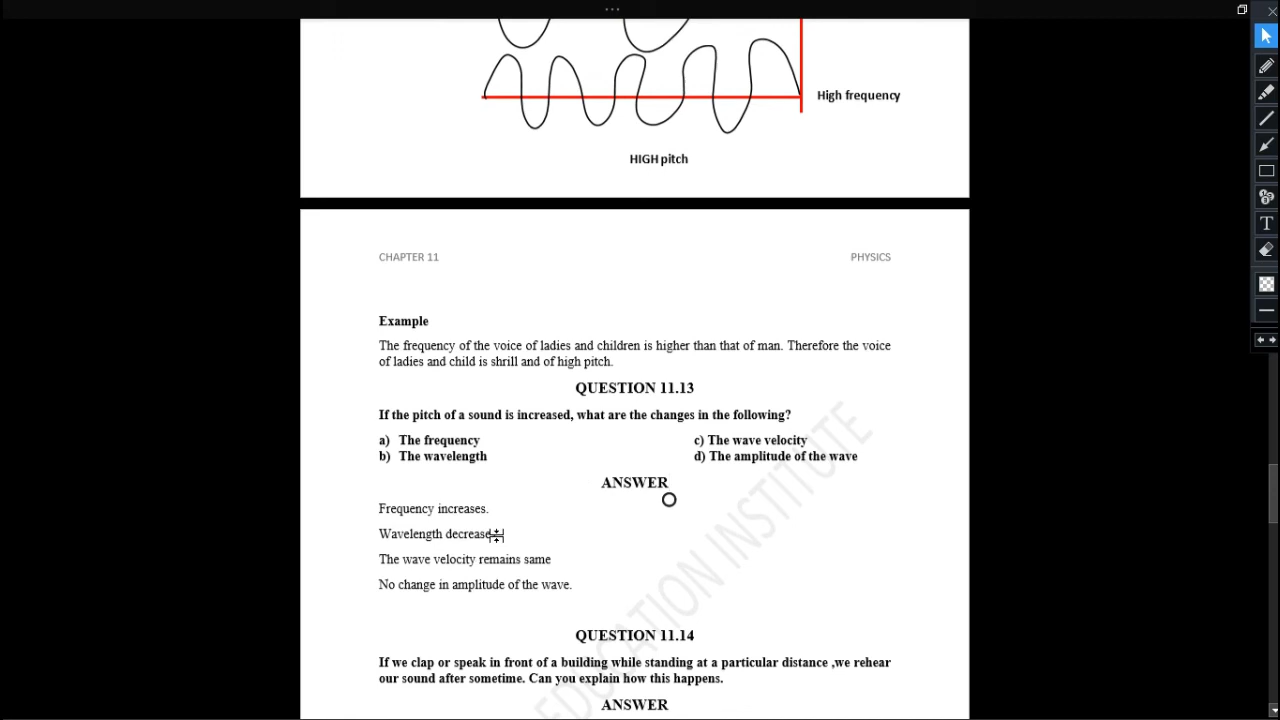 High frequency
HIGH pitch
CHAPTER 11 PHYSICS
Example
The frequency of the voice of ladies and children is higher than that of man. Therefore the voice
of ladies and child is shrill and of high pitch.
QUESTION 11.13
If the pitch of a sound is increased, what are the changes in the following?
a) The frequency c) The wave velocity
b) The wavelength d) The amplitude of the wave
ANSWER
Frequency increases.
Wavelength decrease
The wave velocity remains same
No change in amplitude of the wave.
QUESTION 11.14
If we clap or speak in front of a building while standing at a particular distance ,we rehear
our sound after sometime. Can you explain how this happens.
ANSWER
EDUCATION INSTITUTE